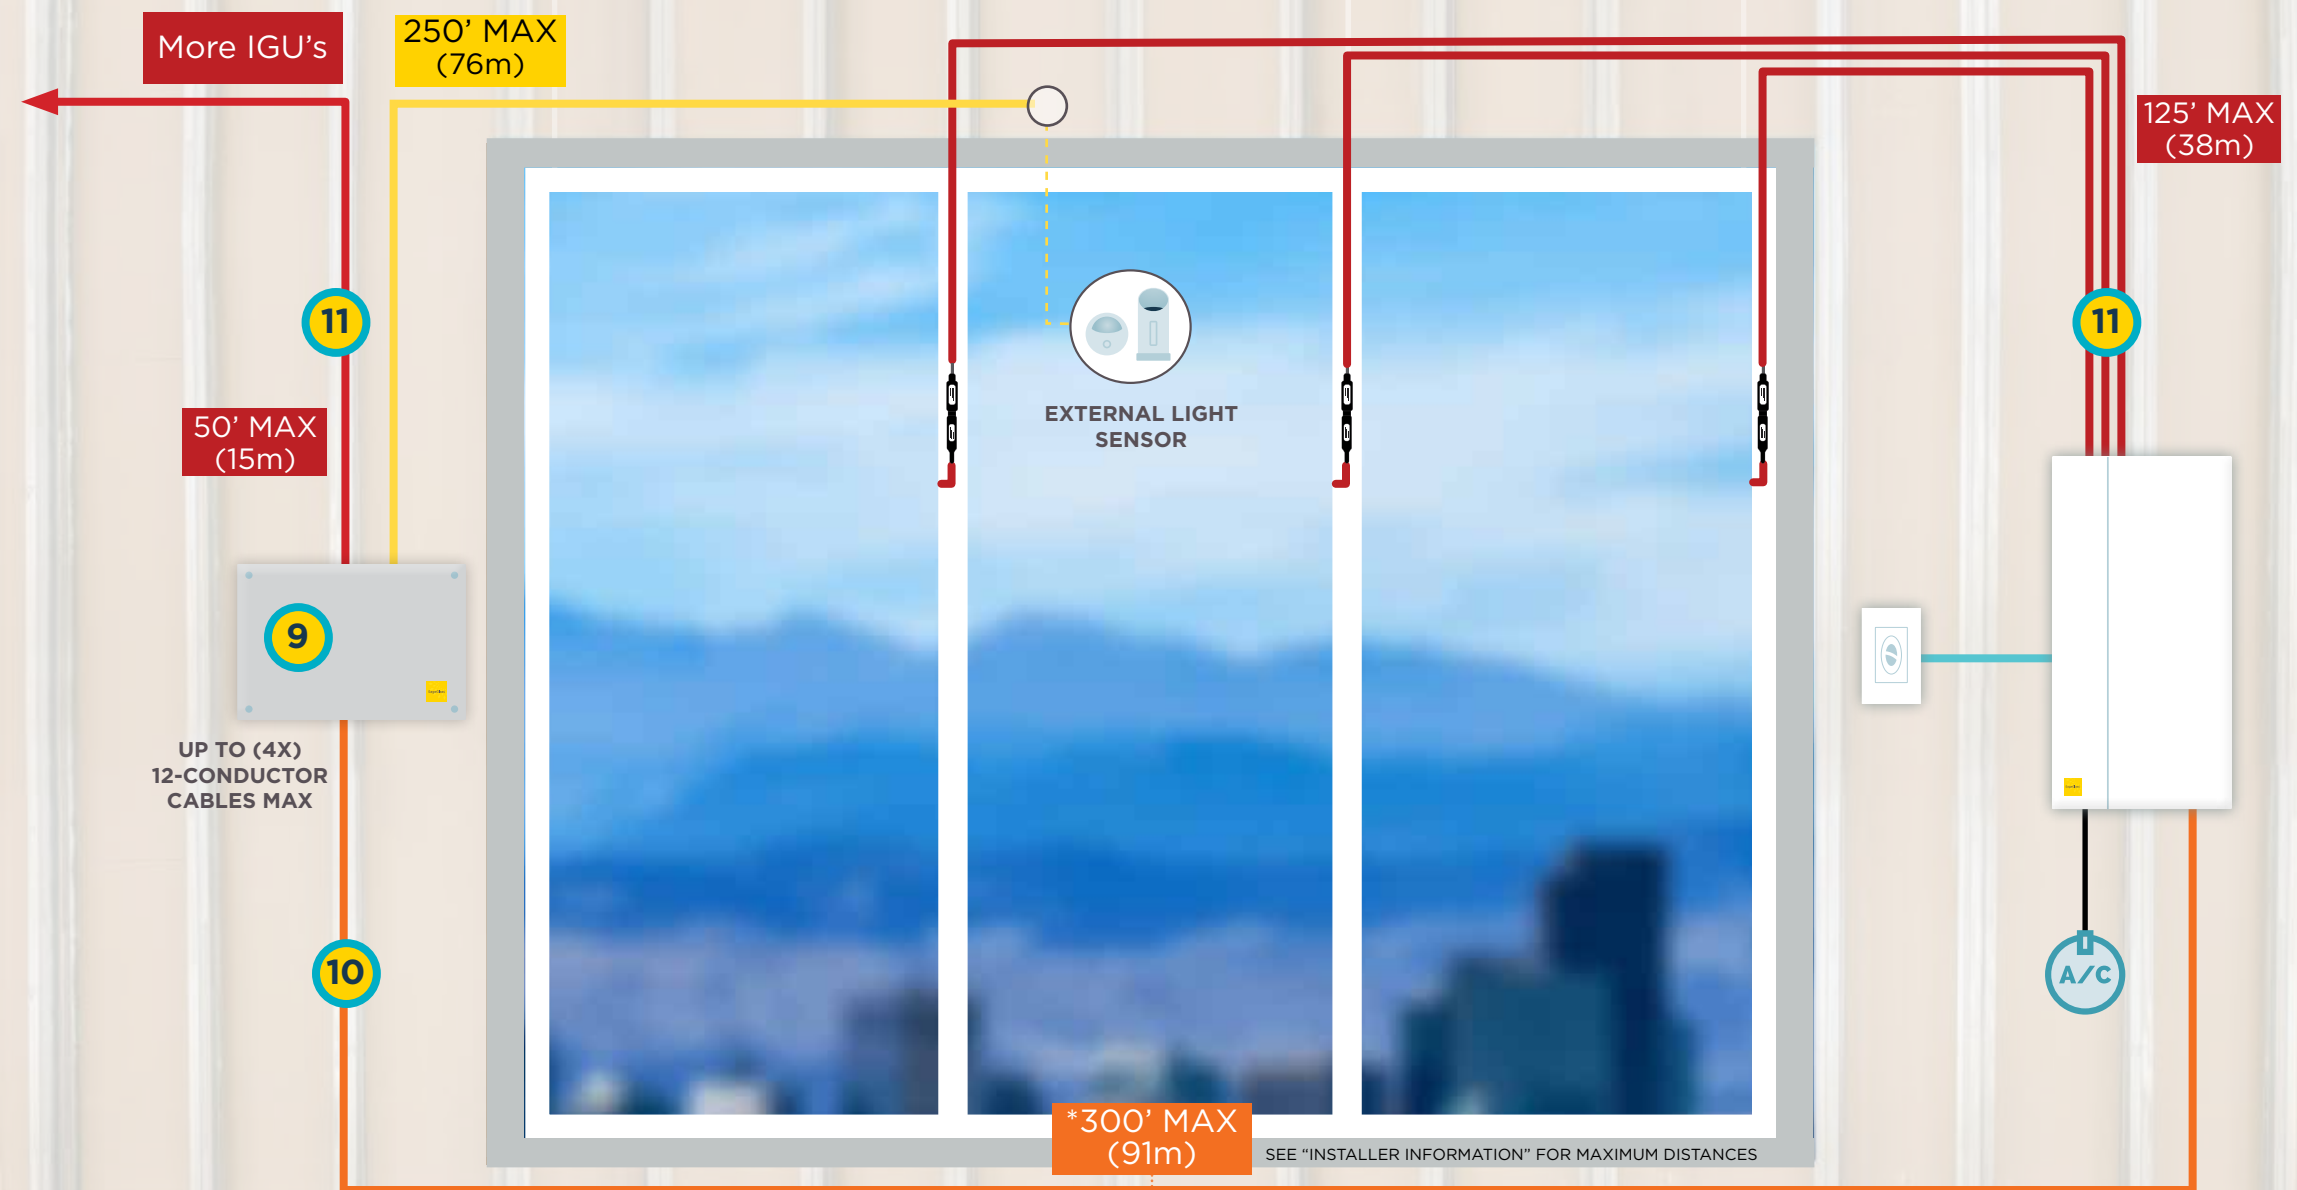 More IGU's
250' MAX
(76m)
125' MAX
(38m)
11
11
EXTERNAL LIGHT
SENSOR
50' MAX
(15m)
9
UP TO (4X)
12-CONDUCTOR
CABLES MAX
10
A/C
*300' MAX
(91m)
SEE “INSTALLER INFORMATION” FOR MAXIMUM DISTANCES